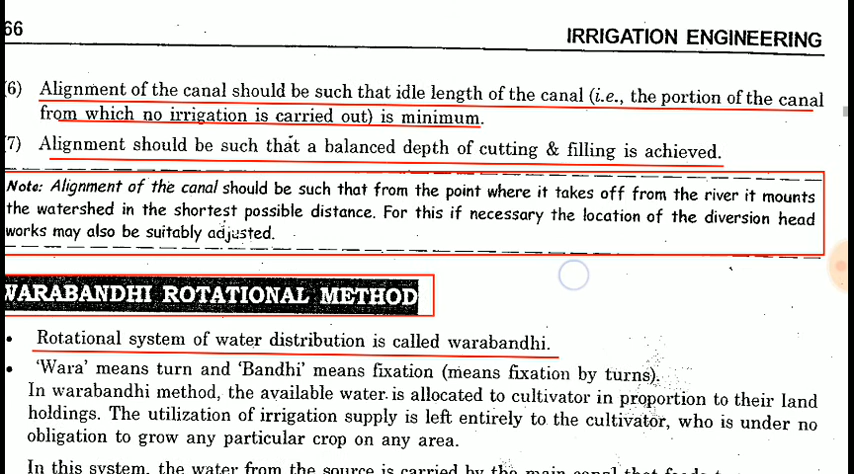 66
IRRIGATION ENGINEERING
6) Alignment of the canal should be such that idle length of the canal (i.e., the portion of the canal
from which no irrigation is carried out) is minimum.
7) Alignment should be such that a balanced depth of cutting & filling is achieved.
Note: Alignment of the canal should be such that from the point where it takes off from the river it mounts
the watershed in the shortest possible distance. For this if necessary the location of the diversion head
works may also be suitably adjusted.
WARABANDHI ROTATIONAL METHOD
• Rotational system of water distribution is called warabandhi.
• 'Wara' means turn and 'Bandhi' means fixation (means fixation by turns).
In warabandhi method, the available water is allocated to cultivator in proportion to their land
holdings. The utilization of irrigation supply is left entirely to the cultivator, who is under no
obligation to grow any particular crop on any area.
In this system, the water from the source is carried by the main canal that feeds